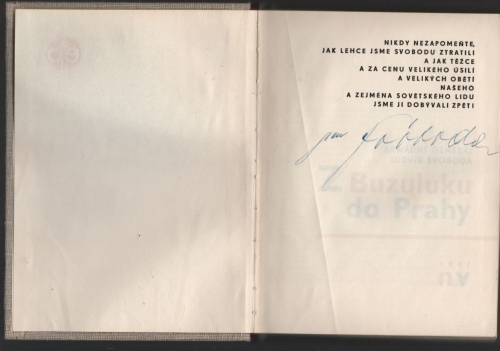 NIKDY NEZAPOMEŇTE,
JAK LEHCE JSME SVOBODU ZTRATILI
A JAK TĚŽCE
A ZA CENU VELIKÉHO ÚSILÍ
A VELIKÝCH OBĚTÍ
NAŠEHO
A ZEJMÉNA SOVĚTSKÉHO LIDU
JSME JI DOBÝVALI ZPĚT!
Svoboda
LUDVÍK SVOBODA
Z Buzuluku
do Prahy